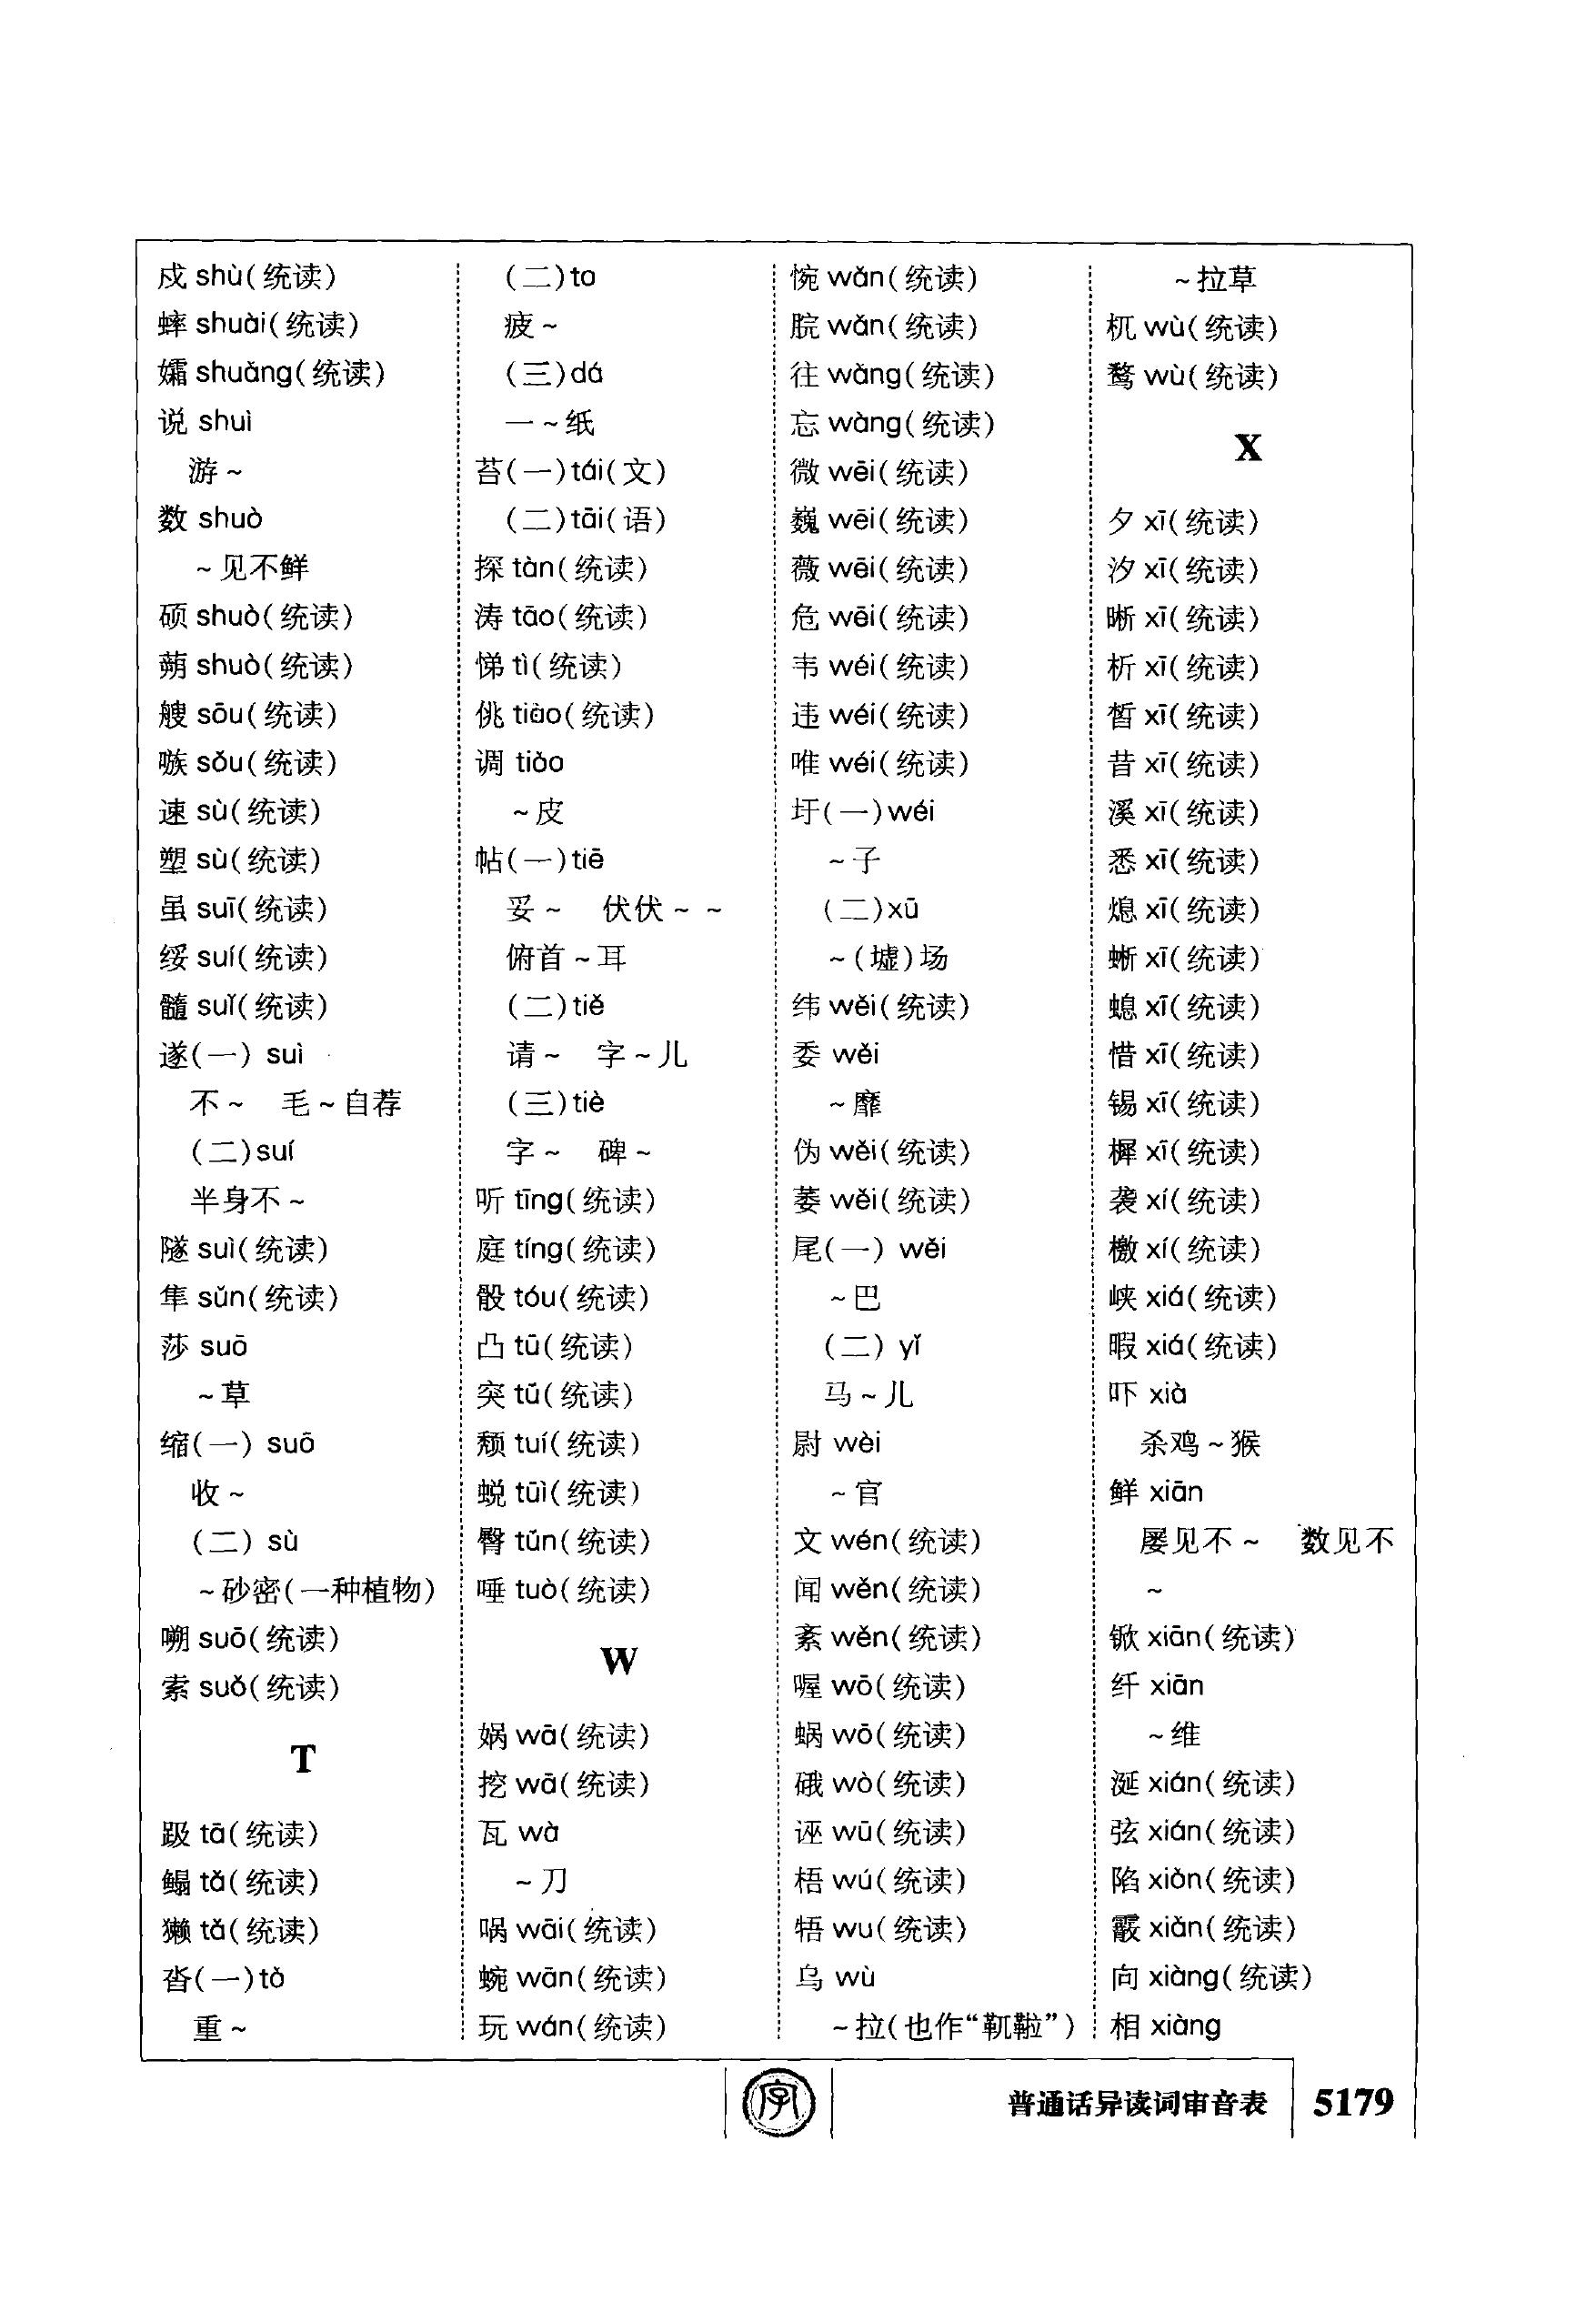 戍 shù(统读)
蟀 shuài(统读)
孀 shuāng(统读)
说 shuì
游～
数 shuò
～见不鲜
硕 shuò(统读)
蒴 shuò(统读)
艘 sōu(统读)
嗾 sǒu(统读)
速 sù(统读)
塑 sù(统读)
虽 suī(统读)
绥 suí(统读)
髓 suǐ(统读)
遂(一) suì
不～ 毛～自荐
(二)suí
半身不～
隧 suì(统读)
隼 sǔn(统读)
莎 suō
～草
缩(一) suō
收～
(二) sù
～砂密(一种植物)
嗍 suō(统读)
索 suǒ(统读)
T
趿 tā(统读)
鳎 tǎ(统读)
獭 tǎ(统读)
沓(一)tà
重～
(二)ta
疲～
(三)dá
一～纸
苔(一)tái(文)
(二)tāi(语)
探 tàn(统读)
涛 tāo(统读)
悌 tì(统读)
佻 tiāo(统读)
调 tiáo
～皮
帖(一)tiē
妥～ 伏伏～～
俯首～耳
(二)tiě
请～ 字～儿
(三)tiè
字～ 碑～
听 tīng(统读)
庭 tíng(统读)
骰 tóu(统读)
凸 tū(统读)
突 tū(统读)
颓 tuí(统读)
蜕 tuì(统读)
臀 tún(统读)
唾 tuò(统读)
W
娲 wā(统读)
挖 wā(统读)
瓦 wà
～刀
㖞 wāi(统读)
蜿 wān(统读)
玩 wán(统读)
惋 wǎn(统读)
脘 wǎn(统读)
往 wǎng(统读)
忘 wàng(统读)
微 wēi(统读)
巍 wēi(统读)
薇 wēi(统读)
危 wēi(统读)
韦 wéi(统读)
违 wéi(统读)
唯 wéi(统读)
圩(一)wéi
～子
(二)xū
～(墟)场
纬 wěi(统读)
委 wěi
～靡
伪 wěi(统读)
萎 wěi(统读)
尾(一) wěi
～巴
(二) yǐ
马～儿
尉 wèi
～官
文 wén(统读)
闻 wén(统读)
紊 wěn(统读)
喔 wō(统读)
蜗 wō(统读)
硪 wò(统读)
诬 wū(统读)
梧 wú(统读)
牾 wu(统读)
乌 wù
～拉(也作“靰鞡”)
～拉草
杌 wù(统读)
鹜 wù(统读)
X
夕 xī(统读)
汐 xī(统读)
晰 xī(统读)
析 xī(统读)
皙 xī(统读)
昔 xī(统读)
溪 xī(统读)
悉 xī(统读)
熄 xī(统读)
蜥 xī(统读)
螅 xī(统读)
惜 xī(统读)
锡 xī(统读)
樨 xī(统读)
袭 xí(统读)
檄 xí(统读)
峡 xiá(统读)
暇 xiá(统读)
吓 xià
杀鸡～猴
鲜 xiān
屡见不～ 数见不
～
锨 xiān(统读)
纤 xiān
～维
涎 xián(统读)
弦 xián(统读)
陷 xiàn(统读)
霰 xiàn(统读)
向 xiàng(统读)
相 xiàng
字
普通话异读词审音表 5179